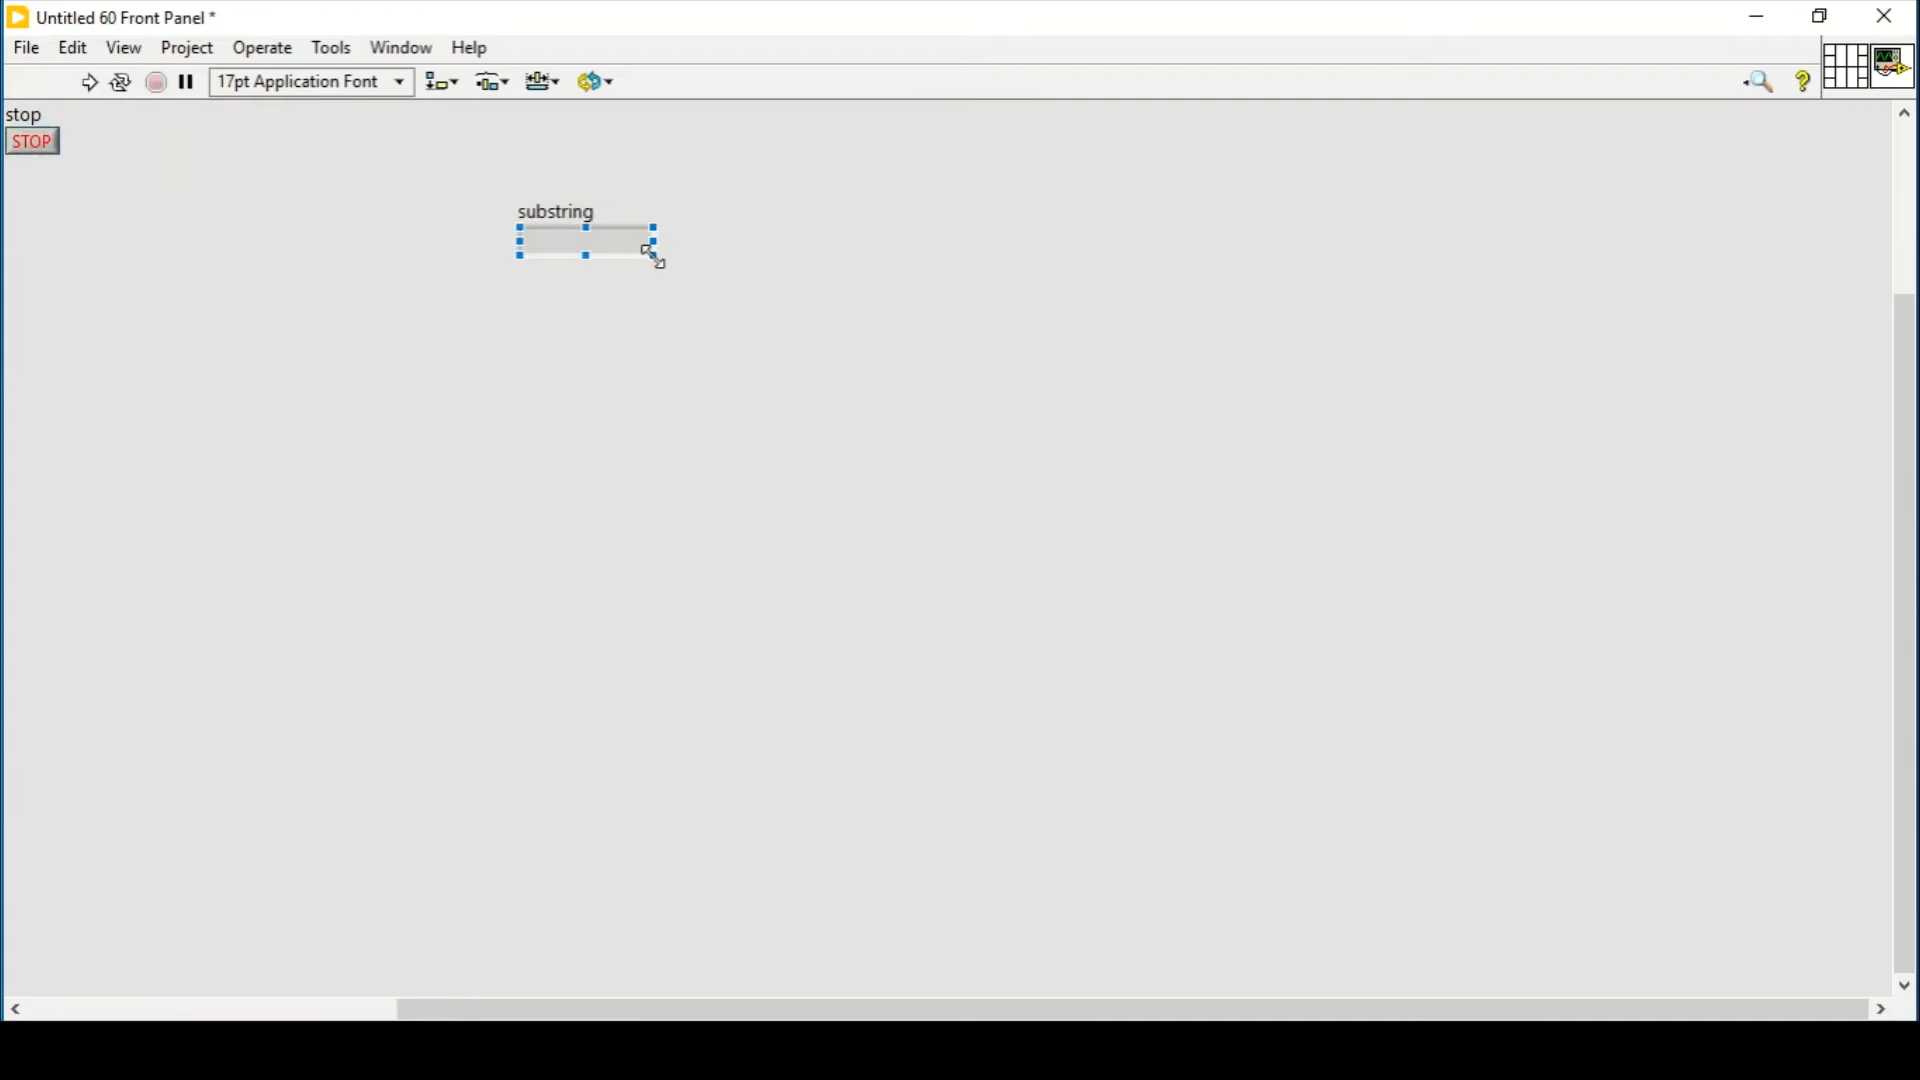 Untitled 60 Front Panel *
File Edit View Project Operate Tools Window Help
17pt Application Font
stop
STOP
substring